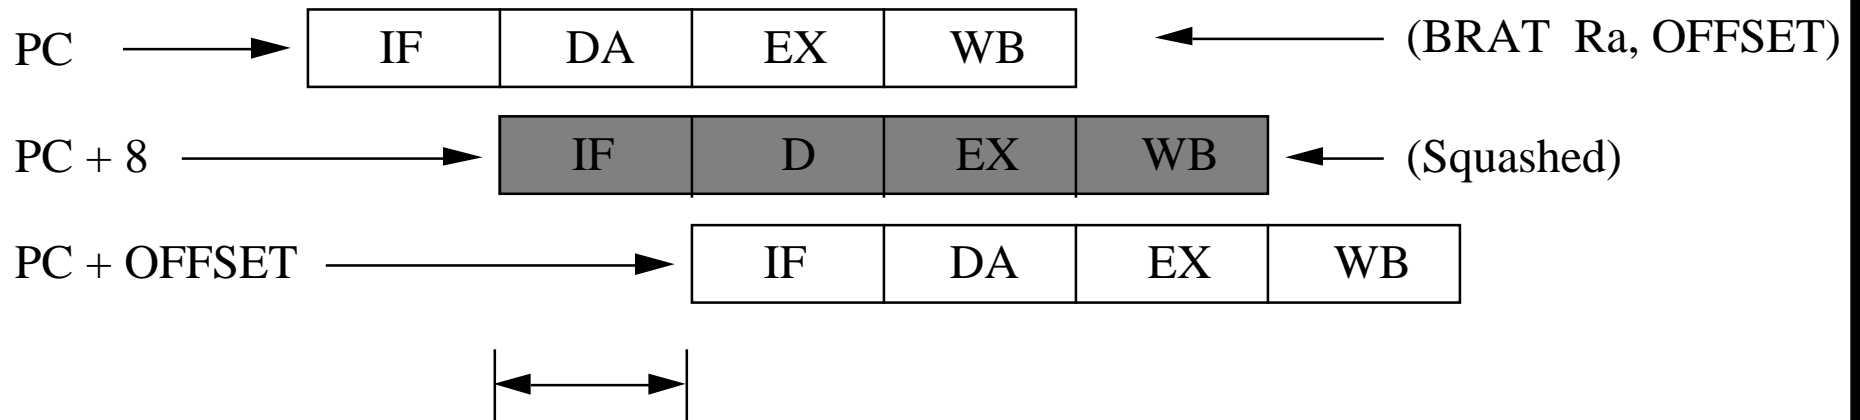 PC IF DA EX WB (BRAT Ra, OFFSET)
PC + 8 IF D EX WB (Squashed)
PC + OFFSET IF DA EX WB